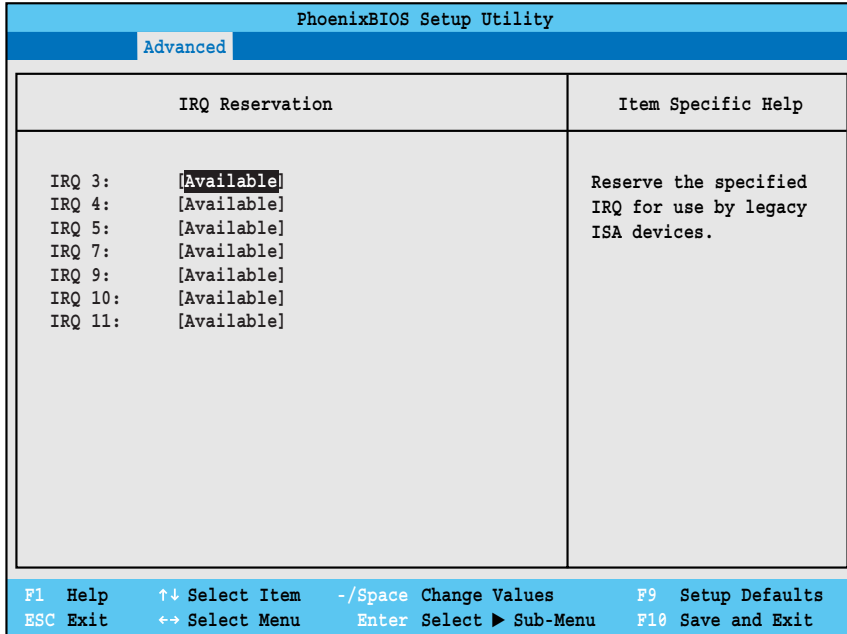 PhoenixBIOS Setup Utility
Advanced
IRQ Reservation
Item Specific Help
IRQ 3: [Available]
IRQ 4: [Available]
IRQ 5: [Available]
IRQ 7: [Available]
IRQ 9: [Available]
IRQ 10: [Available]
IRQ 11: [Available]
Reserve the specified
IRQ for use by legacy
ISA devices.
F1 Help ↑↓ Select Item -/Space Change Values F9 Setup Defaults
ESC Exit ←→ Select Menu Enter Select ▶ Sub-Menu F10 Save and Exit